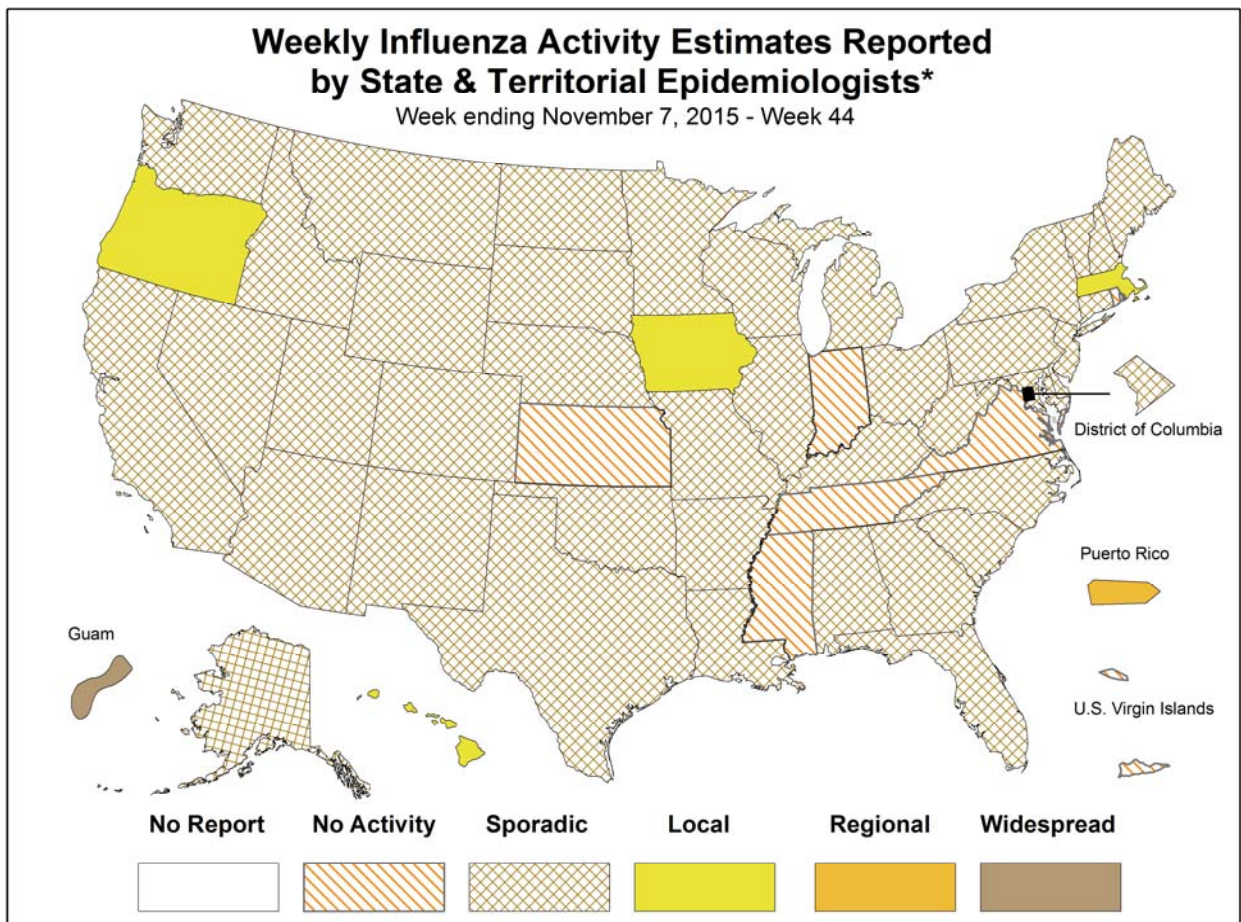 Weekly Influenza Activity Estimates Reported
by State & Territorial Epidemiologists*
Week ending November 7, 2015 - Week 44
District of Columbia
Puerto Rico
Guam
U.S. Virgin Islands
No Report
No Activity
Sporadic
Local
Regional
Widespread